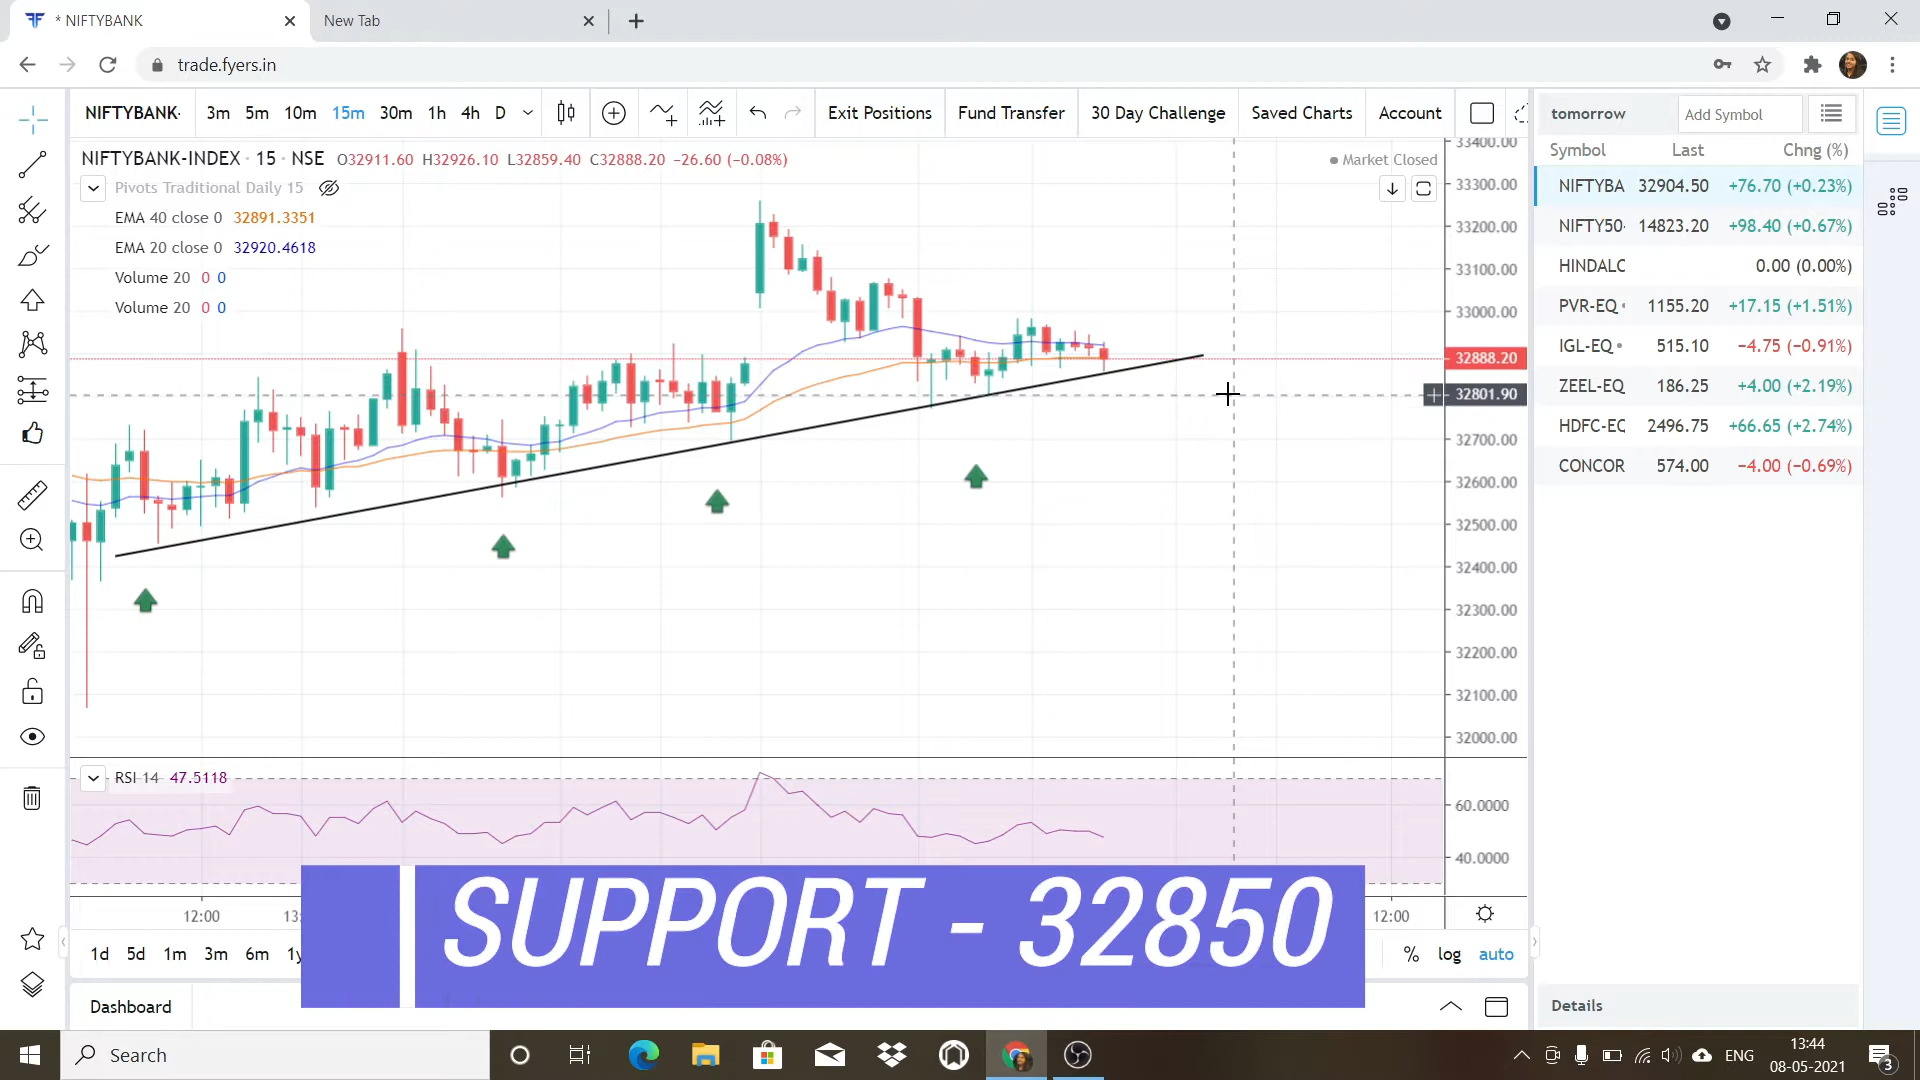 * NIFTYBANK
New Tab
trade.fyers.in
NIFTYBANK- 3m 5m 10m 15m 30m 1h 4h D Exit Positions Fund Transfer 30 Day Challenge Saved Charts Account
NIFTYBANK-INDEX · 15 · NSE O32911.60 H32926.10 L32859.40 C32888.20 −26.60 (−0.08%)
Market Closed
Pivots Traditional Daily 15
EMA 40 close 0 32891.3351
EMA 20 close 0 32920.4618
Volume 20 0 0
Volume 20 0 0
33400.00
33300.00
33200.00
33100.00
33000.00
32888.20
32801.90
32700.00
32600.00
32500.00
32400.00
32300.00
32200.00
32100.00
32000.00
RSI 14 47.5118
60.0000
40.0000
12:00 13: 12:00
1d 5d 1m 3m 6m 1y
% log auto
SUPPORT - 32850
Dashboard
tomorrow Add Symbol
Symbol Last Chng (%)
NIFTYBA 32904.50 +76.70 (+0.23%)
NIFTY50- 14823.20 +98.40 (+0.67%)
HINDALC 0.00 (0.00%)
PVR-EQ 1155.20 +17.15 (+1.51%)
IGL-EQ 515.10 −4.75 (−0.91%)
ZEEL-EQ 186.25 +4.00 (+2.19%)
HDFC-EQ 2496.75 +66.65 (+2.74%)
CONCOR 574.00 −4.00 (−0.69%)
Details
Search
ENG
13:44
08-05-2021
3